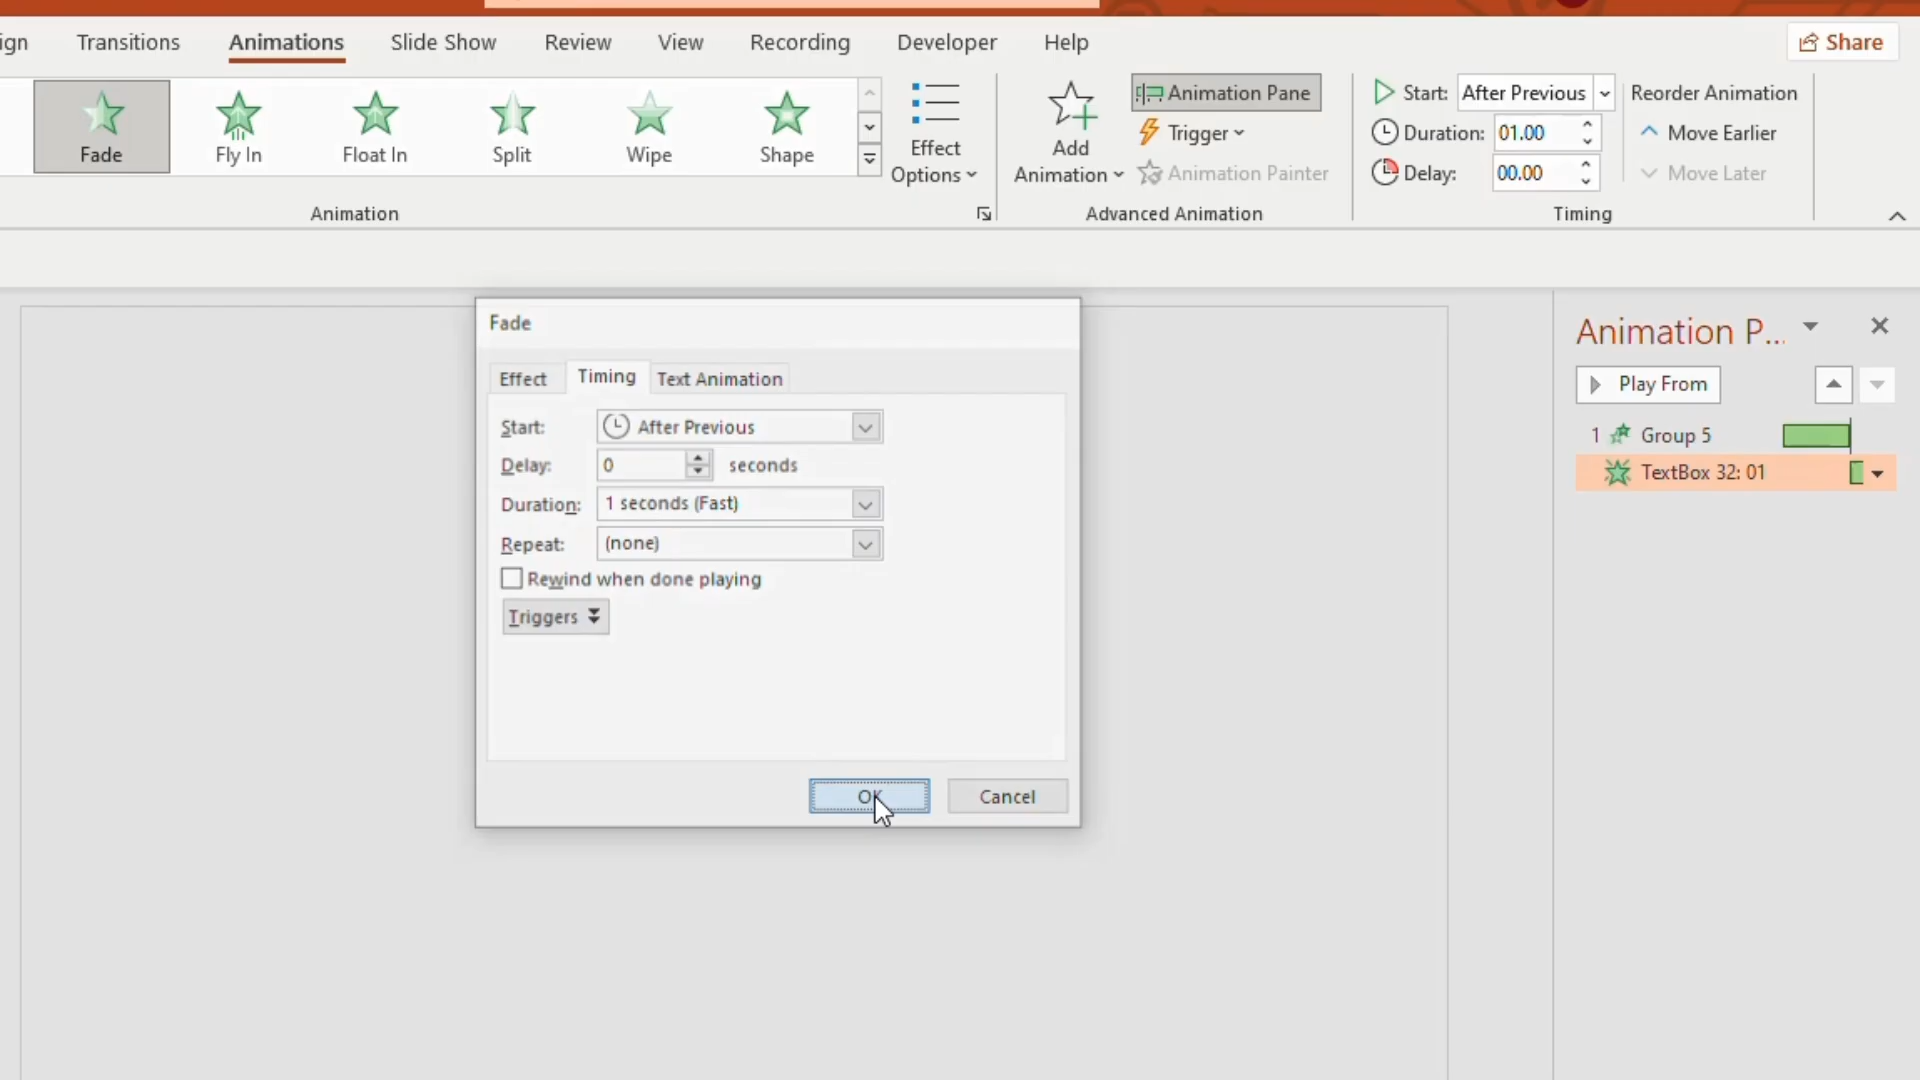 ign Transitions Animations Slide Show Review View Recording Developer Help Share
Fade Fly In Float In Split Wipe Shape
Effect Options
Add Animation
Animation Pane
Trigger
Animation Painter
Start: After Previous
Duration: 01.00
Delay: 00.00
Reorder Animation
Move Earlier
Move Later
Animation Advanced Animation Timing
Fade
Effect Timing Text Animation
Start: After Previous
Delay: 0 seconds
Duration: 1 seconds (Fast)
Repeat: (none)
Rewind when done playing
Triggers
OK Cancel
Animation P...
Play From
1 Group 5
TextBox 32: 01